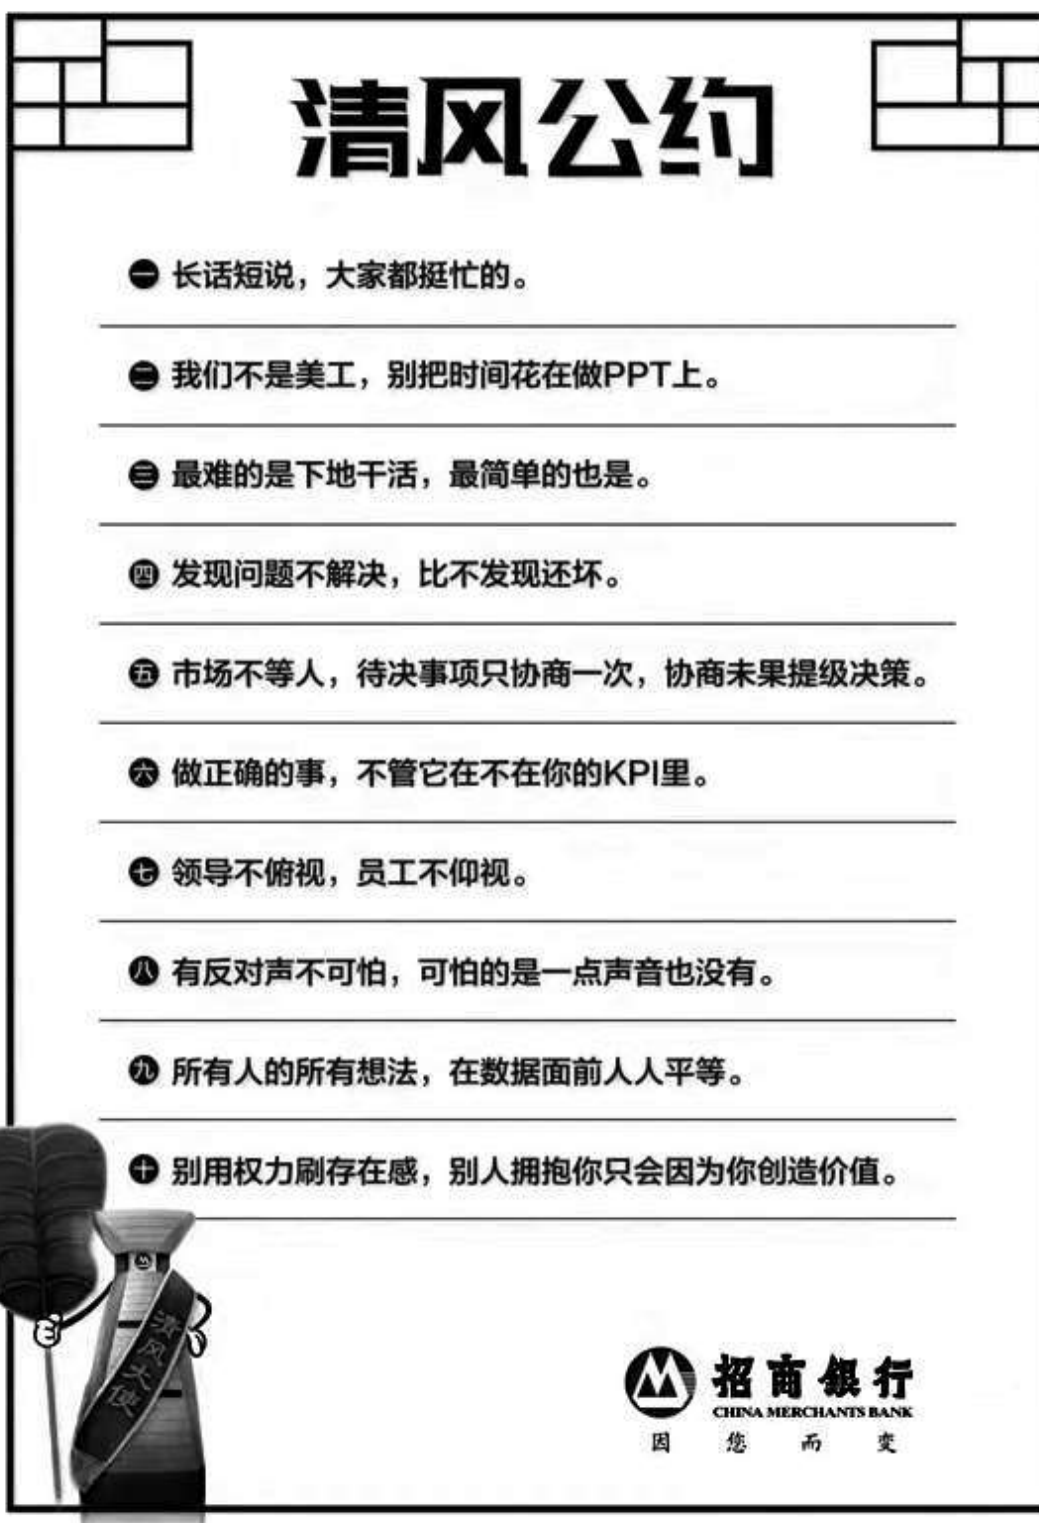 清风公约
一 长话短说，大家都挺忙的。
二 我们不是美工，别把时间花在做PPT上。
三 最难的是下地干活，最简单的也是。
四 发现问题不解决，比不发现还坏。
五 市场不等人，待决事项只协商一次，协商未果提级决策。
六 做正确的事，不管它在不在你的KPI里。
七 领导不俯视，员工不仰视。
八 有反对声不可怕，可怕的是一点声音也没有。
九 所有人的所有想法，在数据面前人人平等。
十 别用权力刷存在感，别人拥抱你只会因为你创造价值。
清风天使
招商銀行
CHINA MERCHANTS BANK
因您而变